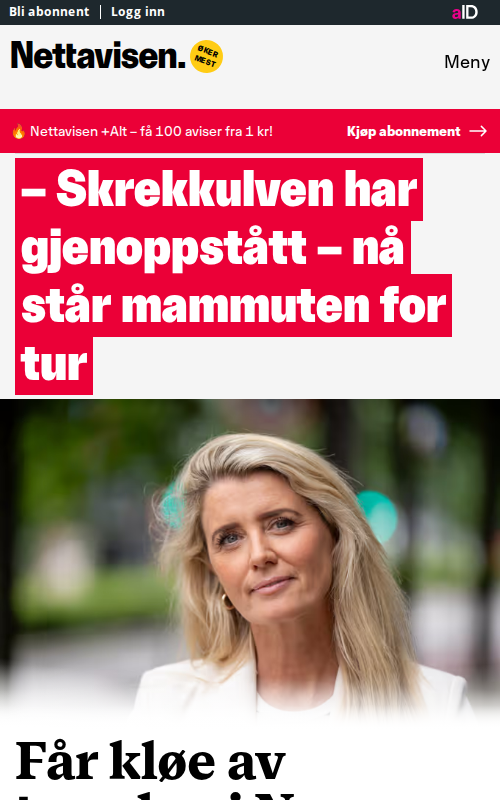 Bli abonnent | Logg inn
aID
Nettavisen.
ØKER
MEST
Meny
🔥 Nettavisen +Alt – få 100 aviser fra 1 kr!
Kjøp abonnement →
– Skrekkulven har
gjenoppstått – nå
står mammuten for
tur
Får kløe av